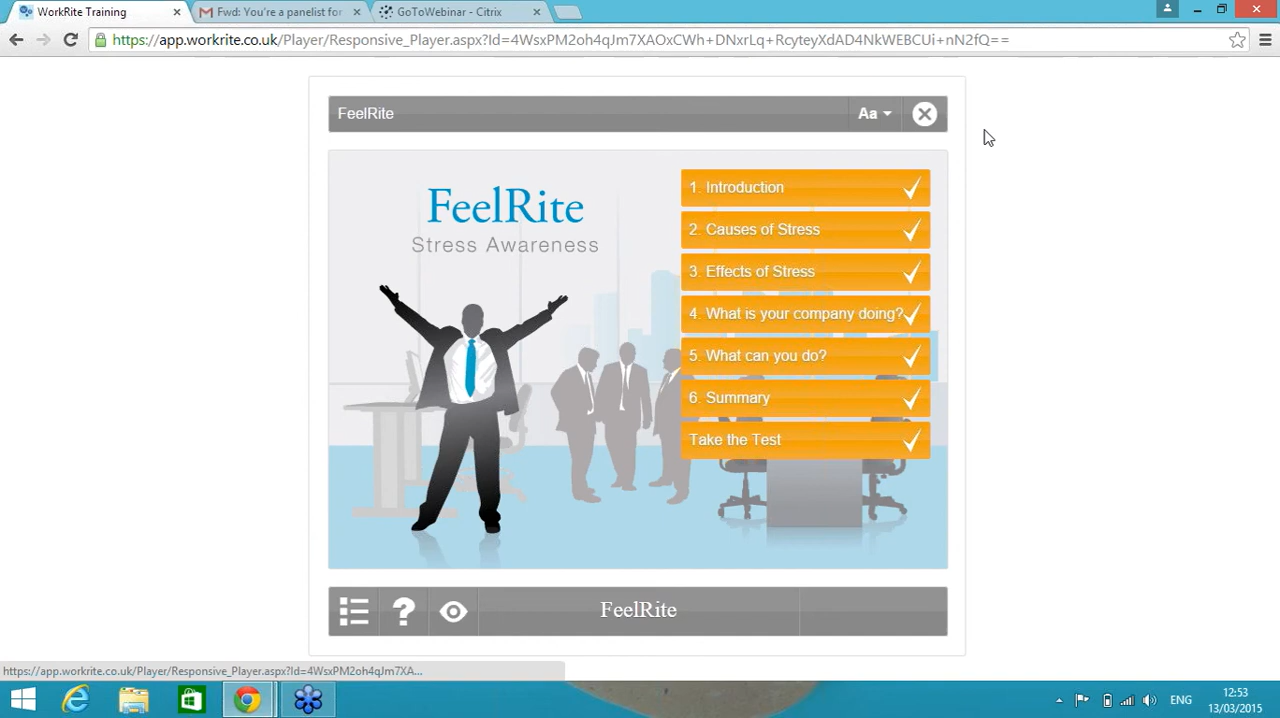 WorkRite Training
Fwd: You're a panelist for
GoToWebinar - Citrix
https://app.workrite.co.uk/Player/Responsive_Player.aspx?Id=4WsxPM2oh4qJm7XAOxCWh+DNxrLq+RcyteyXdAD4NkWEBCUi+nN2fQ==
FeelRite
Aa
FeelRite
Stress Awareness
1. Introduction
2. Causes of Stress
3. Effects of Stress
4. What is your company doing?
5. What can you do?
6. Summary
Take the Test
FeelRite
https://app.workrite.co.uk/Player/Responsive_Player.aspx?Id=4WsxPM2oh4qJm7XA...
ENG
12:53
13/03/2015